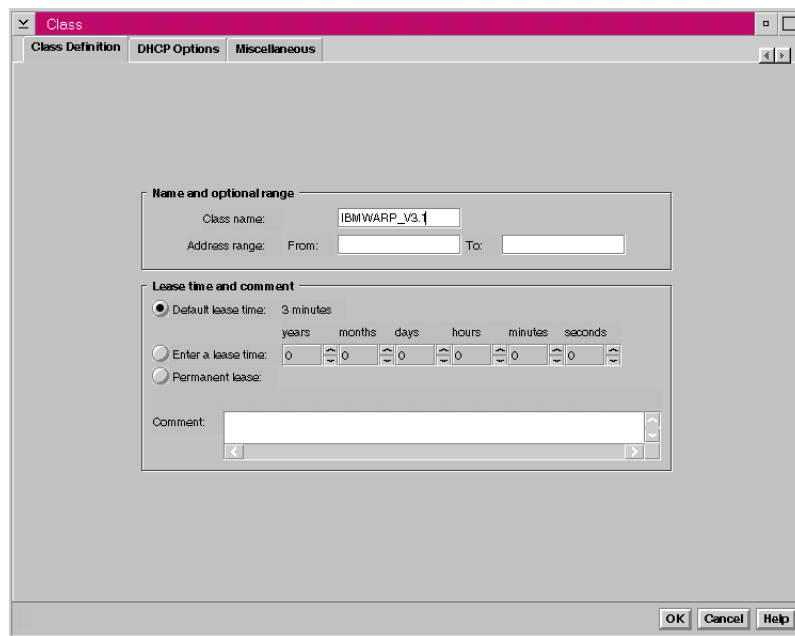 Class
Class Definition DHCP Options Miscellaneous
Name and optional range
Class name: IBMWARP_V3.1
Address range: From: To:
Lease time and comment
Default lease time: 3 minutes
years months days hours minutes seconds
Enter a lease time: 0 0 0 0 0 0
Permanent lease:
Comment:
OK Cancel Help